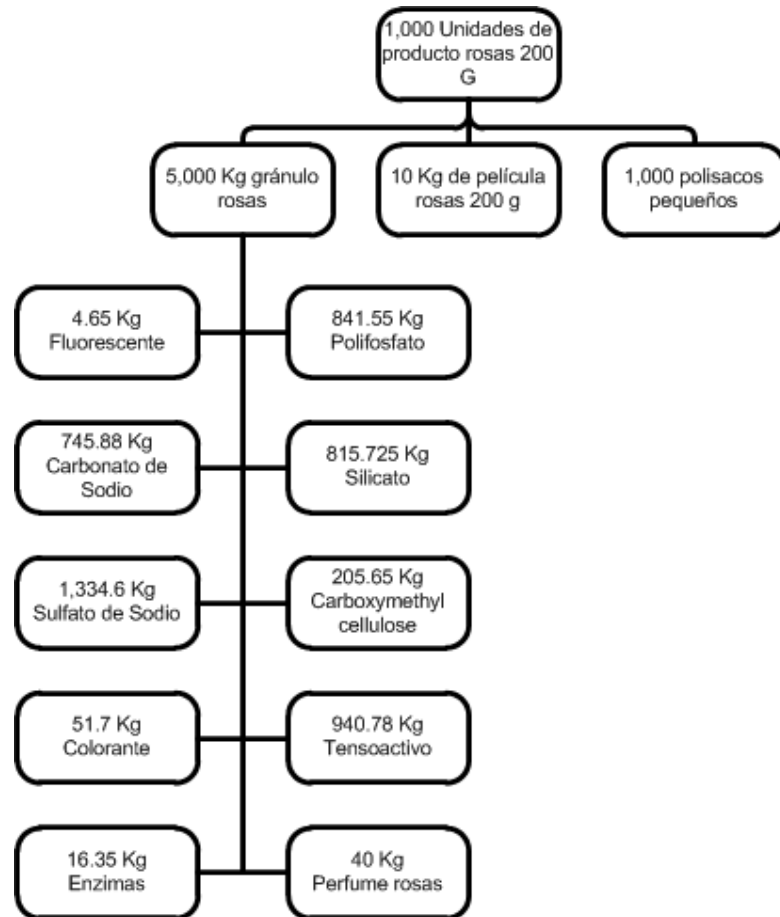 1,000 Unidades de
producto rosas 200
G
5,000 Kg gránulo
rosas
10 Kg de película
rosas 200 g
1,000 polisacos
pequeños
4.65 Kg
Fluorescente
841.55 Kg
Polifosfato
745.88 Kg
Carbonato de
Sodio
815.725 Kg
Silicato
1,334.6 Kg
Sulfato de Sodio
205.65 Kg
Carboxymethyl
cellulose
51.7 Kg
Colorante
940.78 Kg
Tensoactivo
16.35 Kg
Enzimas
40 Kg
Perfume rosas